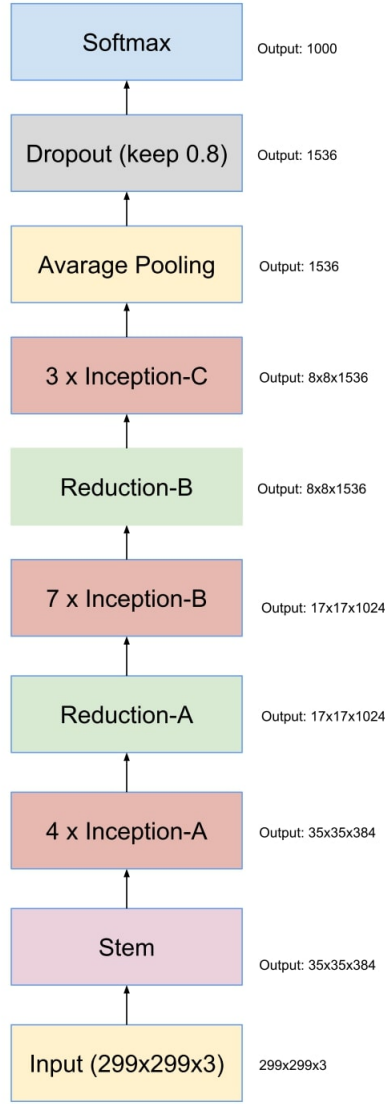 Softmax
Output: 1000
Dropout (keep 0.8)
Output: 1536
Avarage Pooling
Output: 1536
3 x Inception-C
Output: 8x8x1536
Reduction-B
Output: 8x8x1536
7 x Inception-B
Output: 17x17x1024
Reduction-A
Output: 17x17x1024
4 x Inception-A
Output: 35x35x384
Stem
Output: 35x35x384
Input (299x299x3)
299x299x3